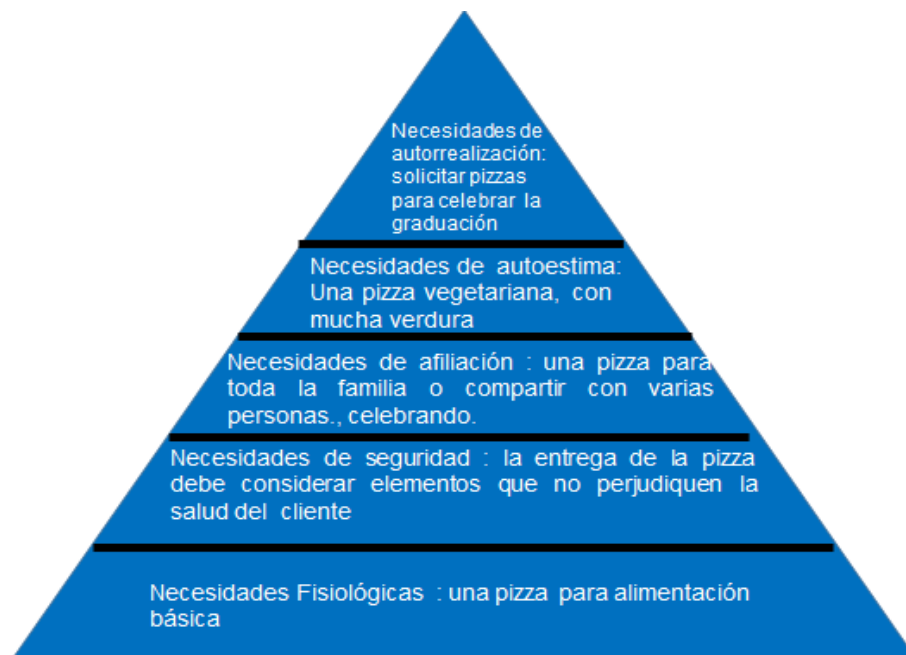 Necesidades de
autorrealización:
solicitar pizzas
para celebrar la
graduación
Necesidades de autoestima:
Una pizza vegetariana, con
mucha verdura
Necesidades de afiliación : una pizza para
toda la familia o compartir con varias
personas., celebrando.
Necesidades de seguridad : la entrega de la pizza
debe considerar elementos que no perjudiquen la
salud del cliente
Necesidades Fisiológicas : una pizza para alimentación
básica